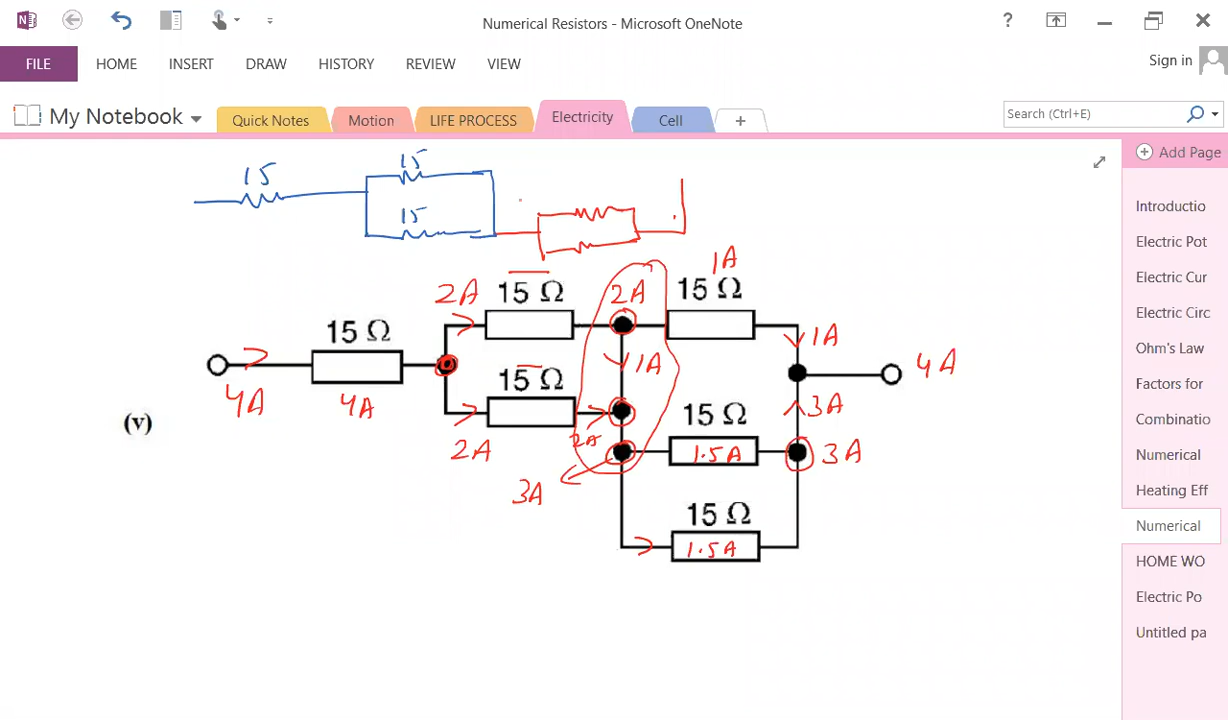 Numerical Resistors - Microsoft OneNote
?
FILE HOME INSERT DRAW HISTORY REVIEW VIEW
Sign in
My Notebook
Quick Notes Motion LIFE PROCESS Electricity Cell +
Search (Ctrl+E)
Add Page
Introductio
Electric Pot
Electric Cur
Electric Circ
Ohm's Law
Factors for
Combinatio
Numerical
Heating Eff
Numerical
HOME WO
Electric Po
Untitled pa
15
15
15
1A
2A 15 Ω 2A 15 Ω
15 Ω
1A
4A 4A
15 Ω 1A
4A
(v)
2A
2A
15 Ω 3A
1.5A 3A
3A
15 Ω
1.5A